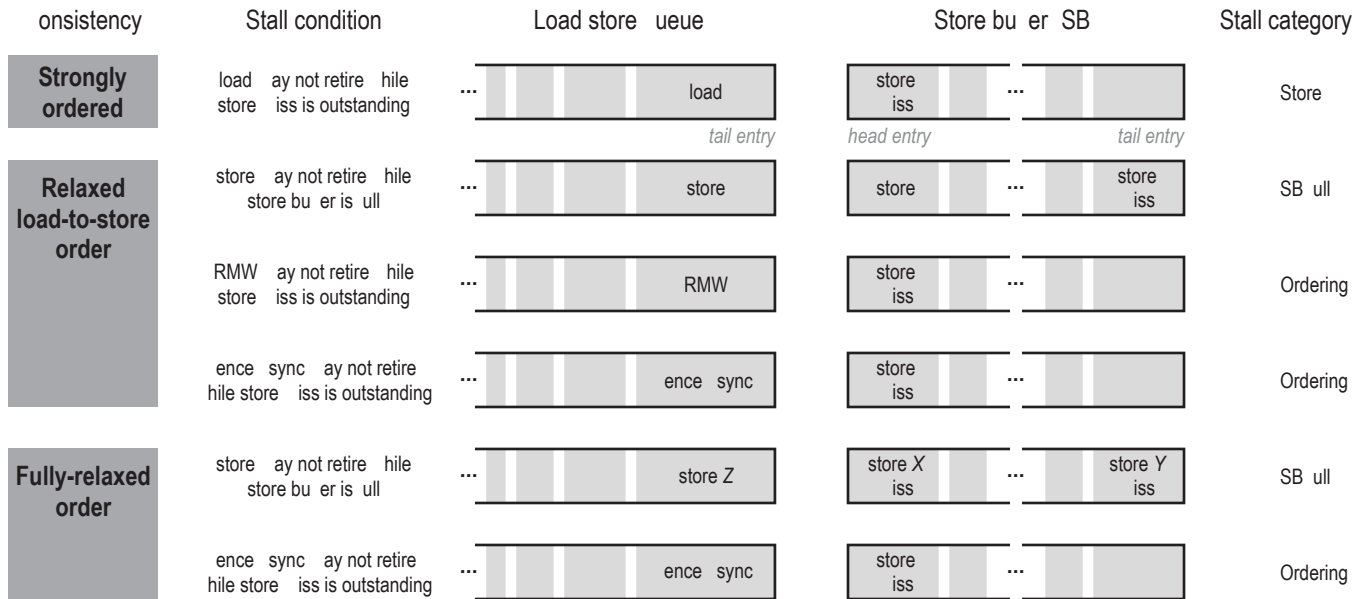 onsistency Stall condition Load store ueue Store bu er SB Stall category
Strongly ordered
load ay not retire hile
store iss is outstanding
... load
store iss ...
Store
tail entry head entry tail entry
Relaxed load-to-store order
store ay not retire hile
store bu er is ull
... store
store ... store iss
SB ull
RMW ay not retire hile
store iss is outstanding
... RMW
store iss ...
Ordering
ence sync ay not retire
hile store iss is outstanding
... ence sync
store iss ...
Ordering
Fully-relaxed order
store ay not retire hile
store bu er is ull
... store Z
store X iss ... store Y iss
SB ull
ence sync ay not retire
hile store iss is outstanding
... ence sync
store iss ...
Ordering